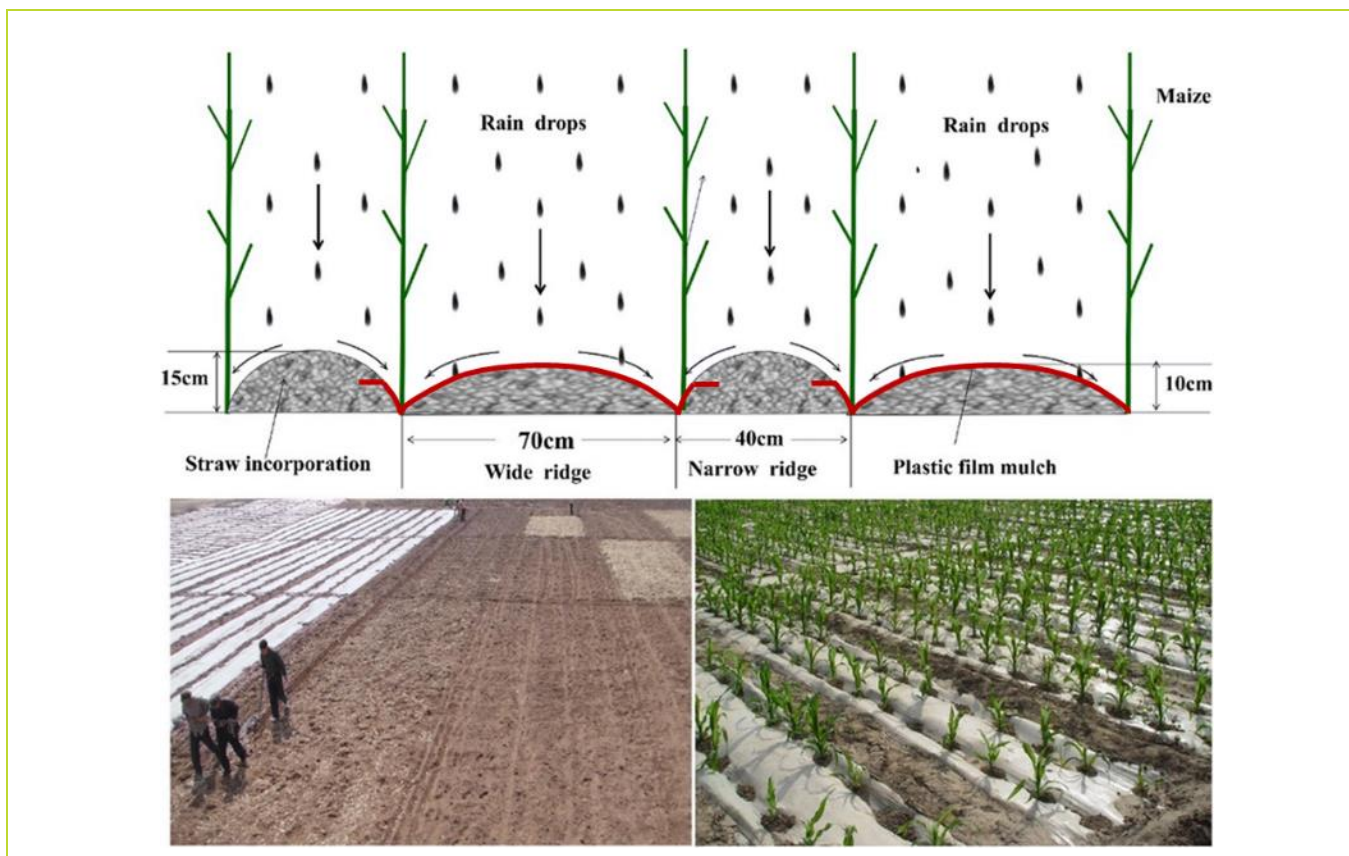 Maize
Rain drops
Rain drops
15cm
10cm
70cm
40cm
Straw incorporation
Wide ridge
Narrow ridge
Plastic film mulch